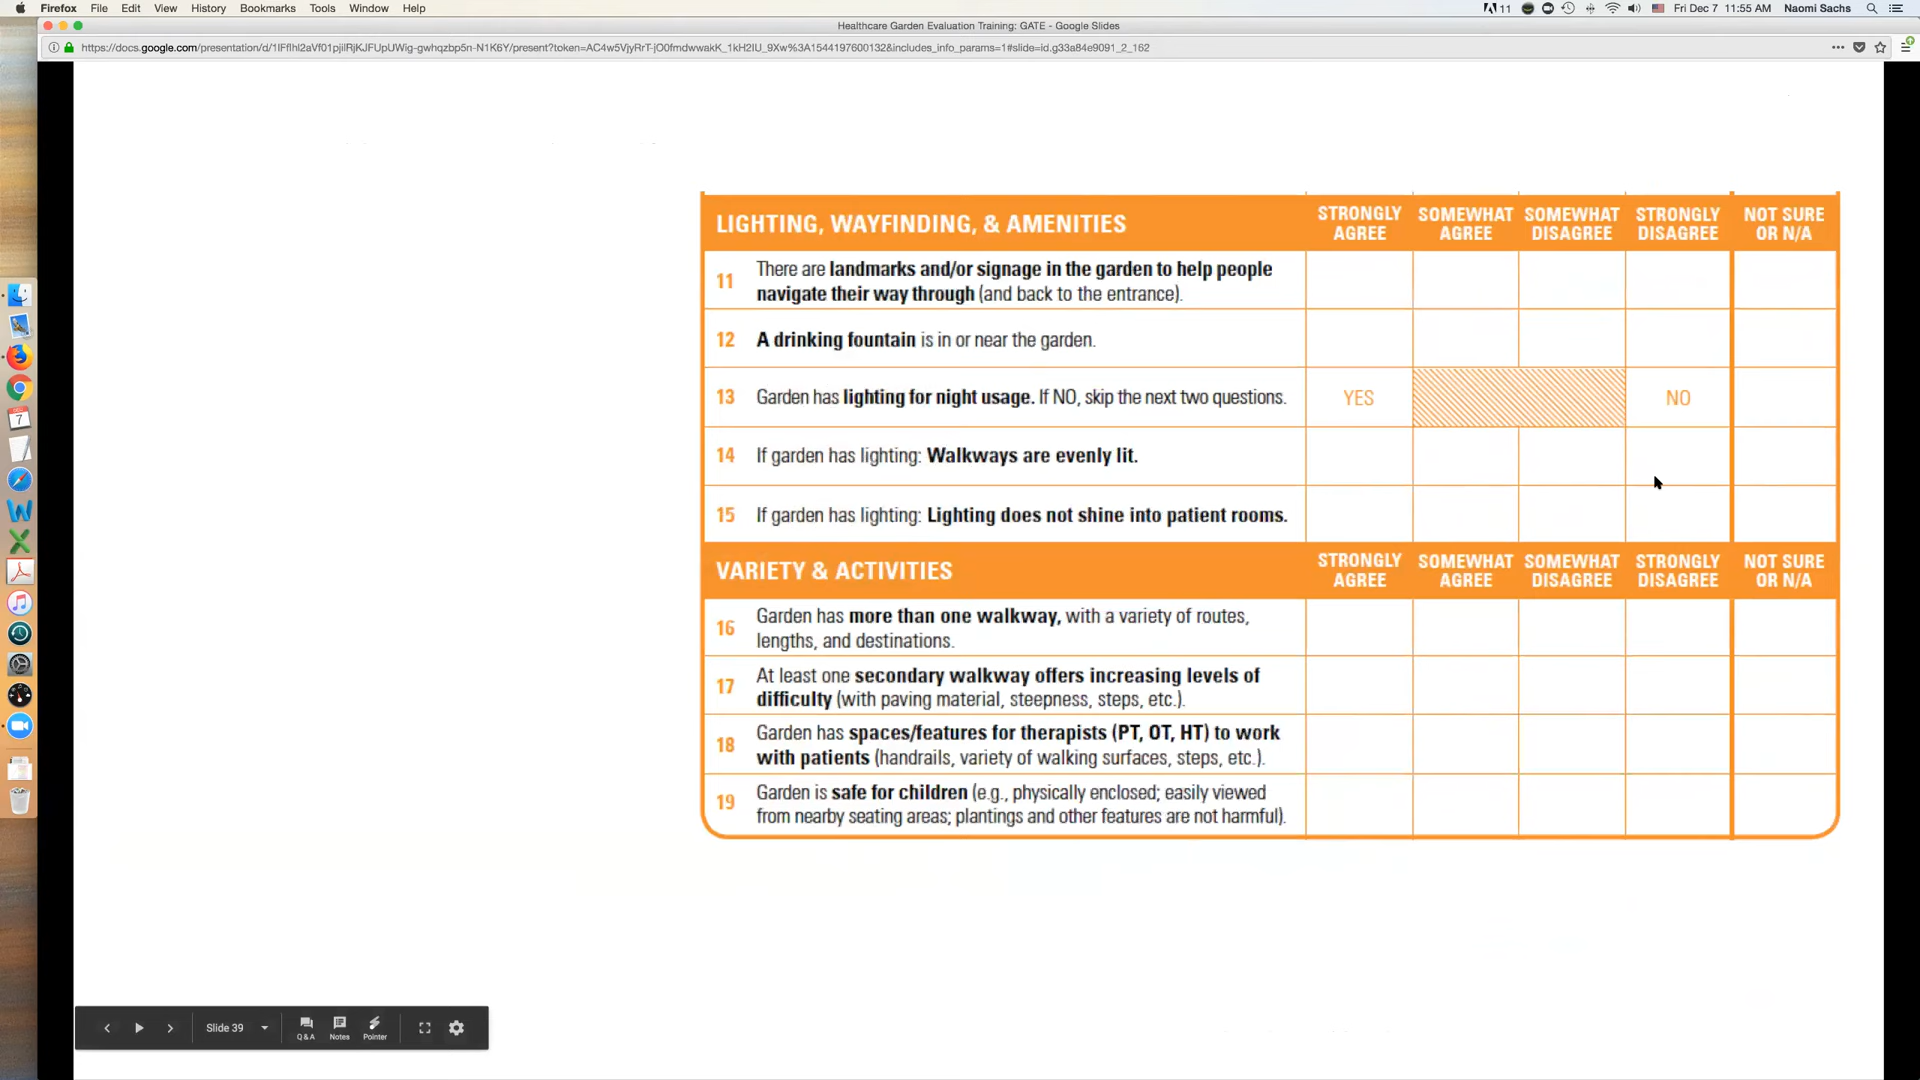 Firefox File Edit View History Bookmarks Tools Window Help
11 Fri Dec 7 11:55 AM Naomi Sachs
Healthcare Garden Evaluation Training: GATE - Google Slides
LIGHTING, WAYFINDING, & AMENITIES
STRONGLY AGREE
SOMEWHAT AGREE
SOMEWHAT DISAGREE
STRONGLY DISAGREE
NOT SURE OR N/A
11 There are landmarks and/or signage in the garden to help people
navigate their way through (and back to the entrance).
12 A drinking fountain is in or near the garden.
13 Garden has lighting for night usage. If NO, skip the next two questions. YES NO
14 If garden has lighting: Walkways are evenly lit.
15 If garden has lighting: Lighting does not shine into patient rooms.
VARIETY & ACTIVITIES
STRONGLY AGREE
SOMEWHAT AGREE
SOMEWHAT DISAGREE
STRONGLY DISAGREE
NOT SURE OR N/A
16 Garden has more than one walkway, with a variety of routes,
lengths, and destinations.
17 At least one secondary walkway offers increasing levels of
difficulty (with paving material, steepness, steps, etc.).
18 Garden has spaces/features for therapists (PT, OT, HT) to work
with patients (handrails, variety of walking surfaces, steps, etc.).
19 Garden is safe for children (e.g., physically enclosed; easily viewed
from nearby seating areas; plantings and other features are not harmful).
Slide 39
Q & A Notes Pointer
7